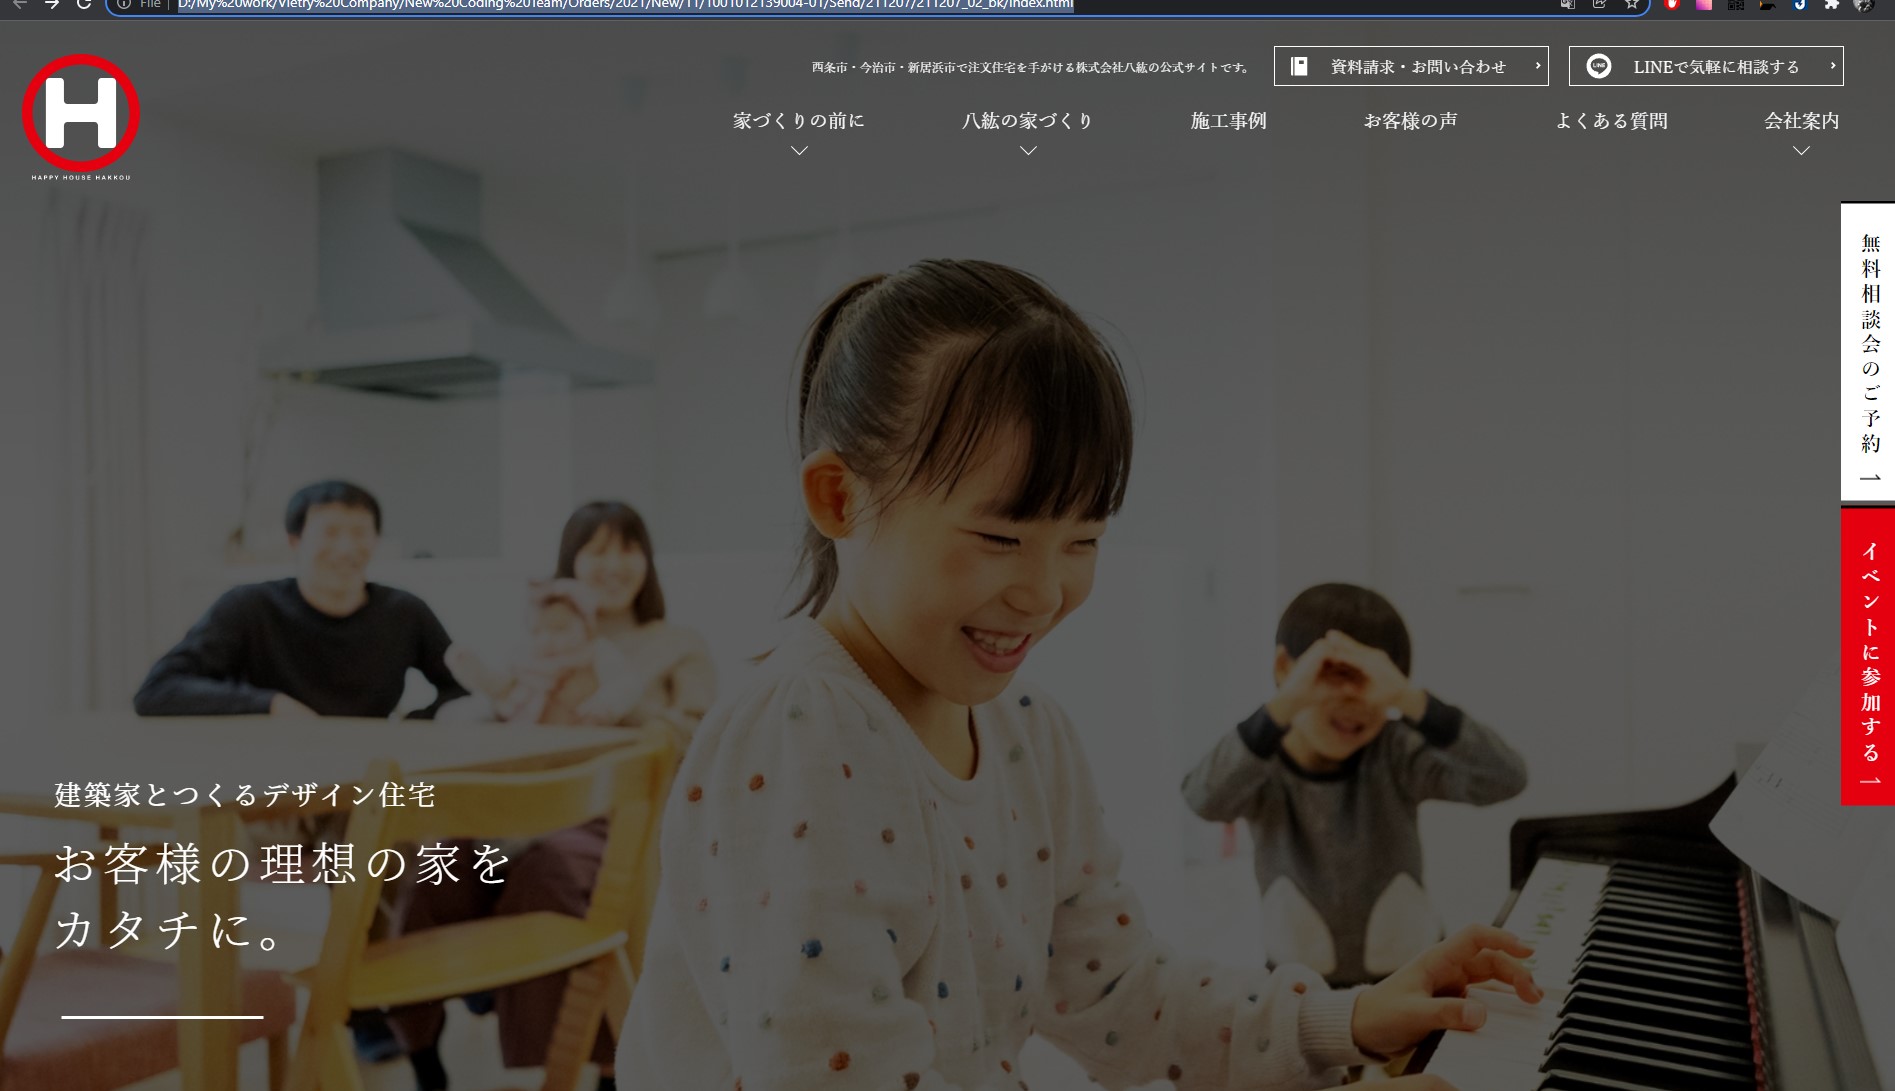 File
D:/My%20work/Vietry%20Company/New%20Coding%20Team/Orders/2021/New/11/1001012139004-01/Send/211207/211207_02_bk/index.html
H
HAPPY HOUSE HAKKOU
西条市・今治市・新居浜市で注文住宅を手がける株式会社八紘の公式サイトです。
資料請求・お問い合わせ
LINE
LINEで気軽に相談する
家づくりの前に
八紘の家づくり
施工事例
お客様の声
よくある質問
会社案内
無料相談会のご予約
イベントに参加する
建築家とつくるデザイン住宅
お客様の理想の家を
カタチに。